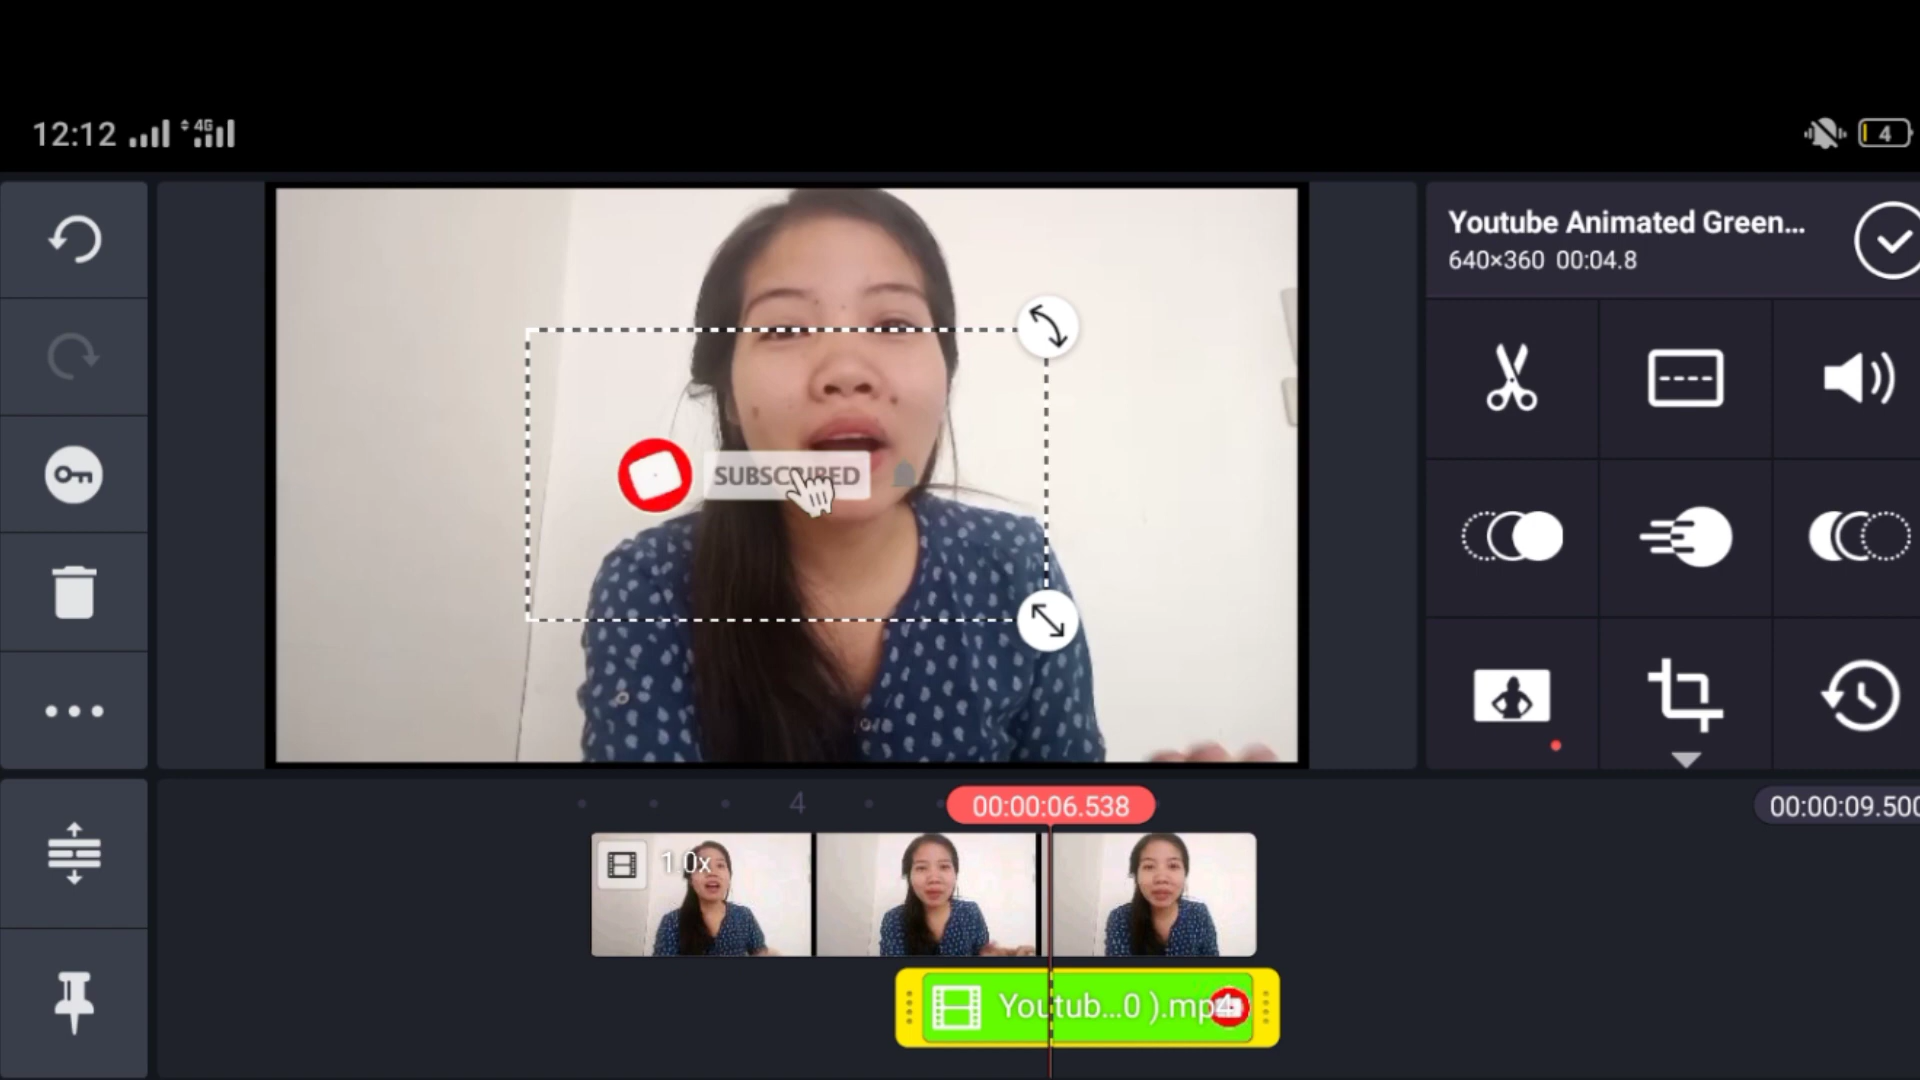 12:12
4G
4
Youtube Animated Green...
640×360 00:04.8
SUBSCRIBED
4
00:00:06.538
00:00:09.500
1.0x
Youtub...0 ).mp4